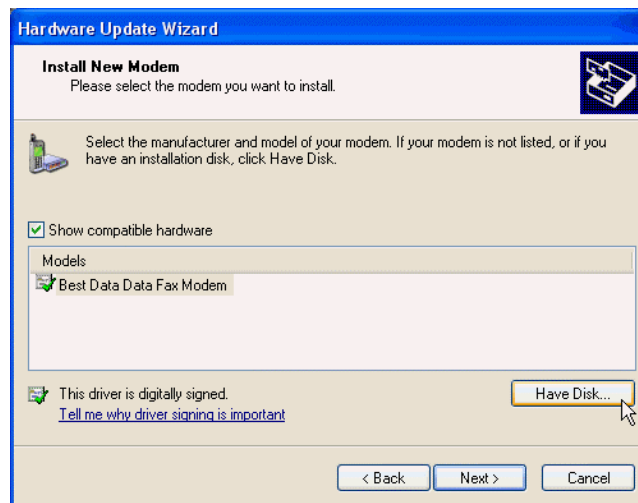 Hardware Update Wizard
Install New Modem
Please select the modem you want to install.
Select the manufacturer and model of your modem. If your modem is not listed, or if you
have an installation disk, click Have Disk.
Show compatible hardware
Models
Best Data Data Fax Modem
This driver is digitally signed.
Have Disk...
Tell me why driver signing is important
< Back
Next >
Cancel